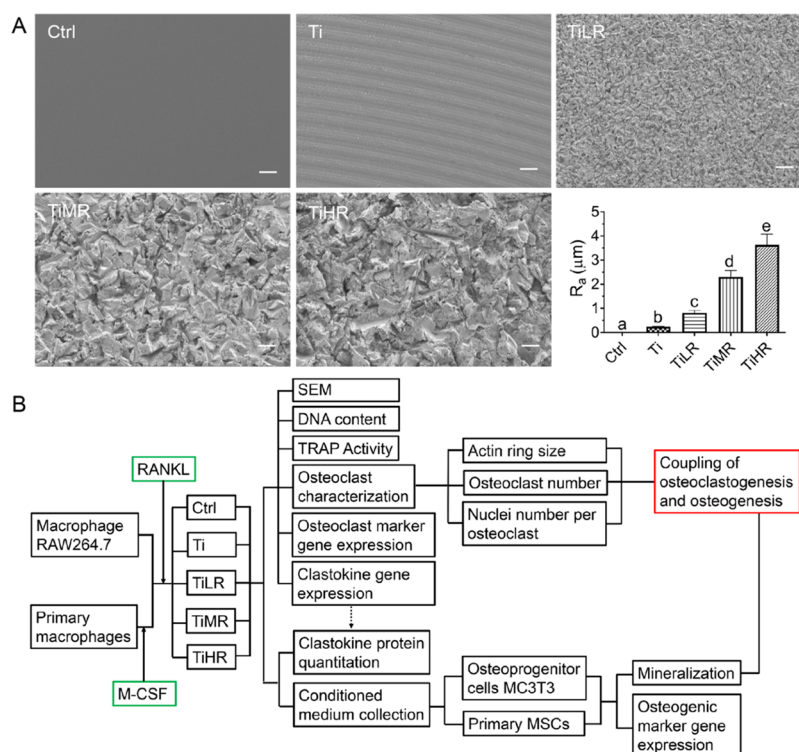 A
Ctrl
Ti
TiLR
TiMR
TiHR
Ra (μm)
5
4
3
2
1
0
a
b
c
d
e
Ctrl
Ti
TiLR
TiMR
TiHR
B
RANKL
Macrophage
RAW264.7
Primary
macrophages
M-CSF
Ctrl
Ti
TiLR
TiMR
TiHR
SEM
DNA content
TRAP Activity
Osteoclast
characterization
Osteoclast marker
gene expression
Clastokine gene
expression
Clastokine protein
quantitation
Conditioned
medium collection
Actin ring size
Osteoclast number
Nuclei number per
osteoclast
Osteoprogenitor
cells MC3T3
Primary MSCs
Coupling of
osteoclastogenesis
and osteogenesis
Mineralization
Osteogenic
marker gene
expression